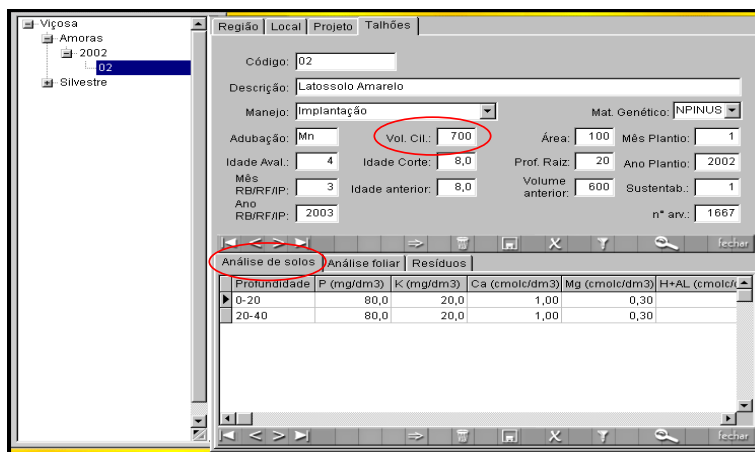 Viçosa
Amoras
2002
02
Silvestre
Região Local Projeto Talhões
Código: 02
Descrição: Latossolo Amarelo
Manejo: Implantação Mat. Genético: NPINUS
Adubação: Mn Vol. Cil.: 700 Área: 100 Mês Plantio: 1
Idade Aval.: 4 Idade Corte: 8,0 Prof. Raiz: 20 Ano Plantio: 2002
Mês RB/RF/IP: 3 Idade anterior: 8,0 Volume anterior: 600 Sustentab.: 1
Ano RB/RF/IP: 2003 n° arv.: 1667
fechar
Análise de solos Análise foliar Resíduos
Profundidade P (mg/dm3) K (mg/dm3) Ca (cmolc/dm3) Mg (cmolc/dm3) H+AL (cmolc/
0-20 80,0 20,0 1,00 0,30
20-40 80,0 20,0 1,00 0,30
fechar